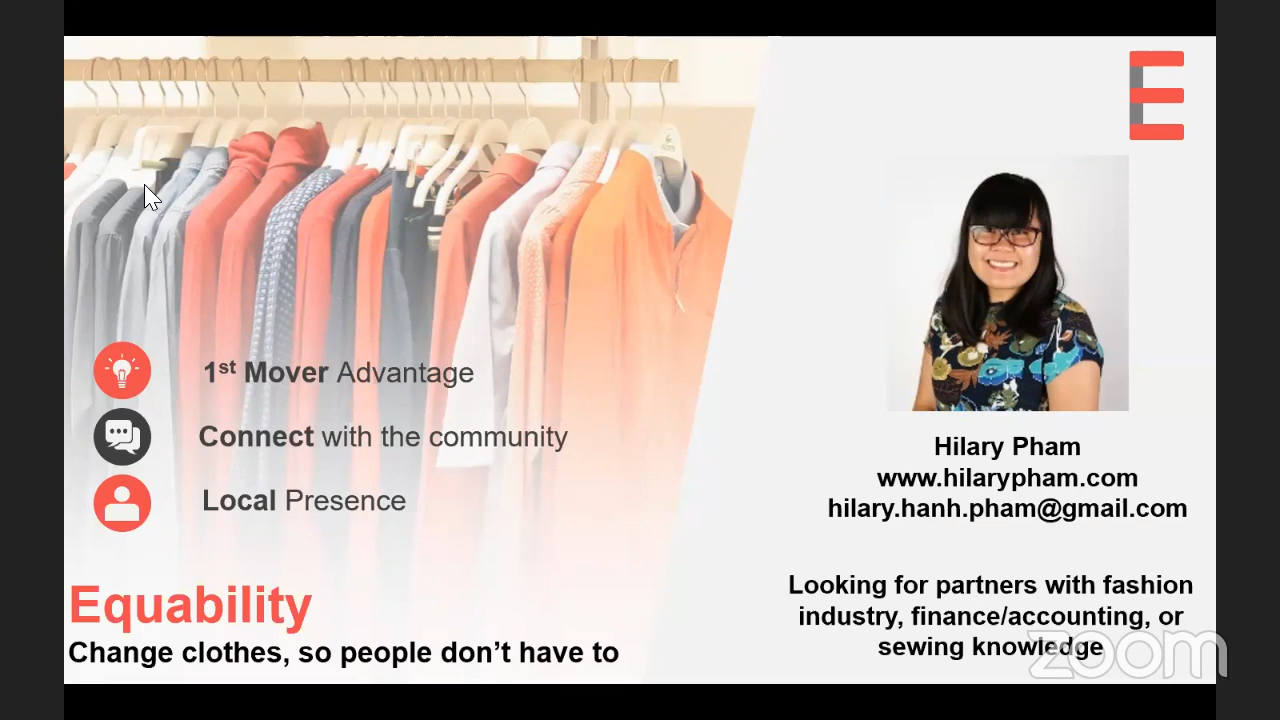 E
1st Mover Advantage
Connect with the community
Local Presence
Equability
Change clothes, so people don’t have to
Hilary Pham
www.hilarypham.com
hilary.hanh.pham@gmail.com
Looking for partners with fashion
industry, finance/accounting, or
sewing knowledge
zoom